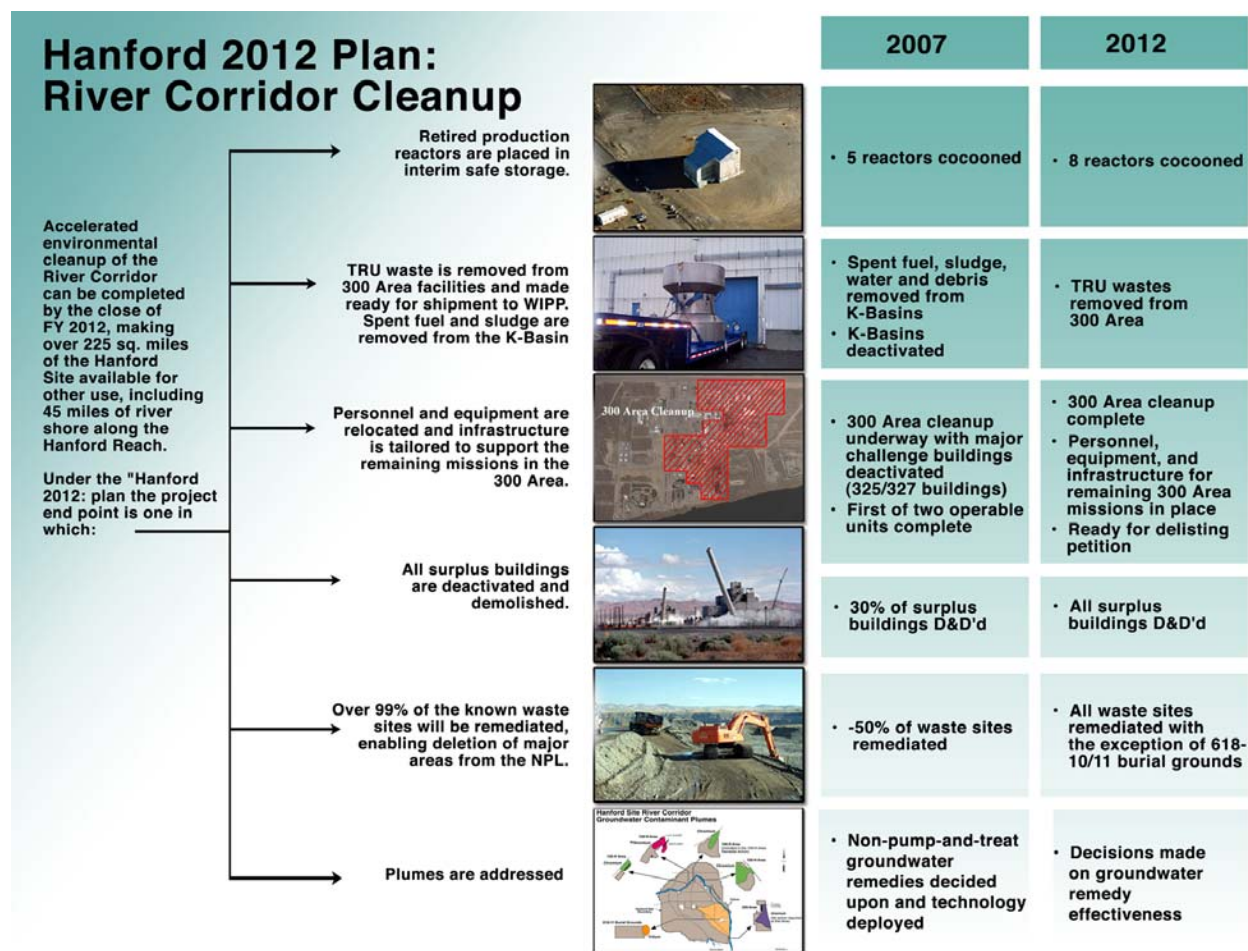 Hanford 2012 Plan:
River Corridor Cleanup
2007
2012
Accelerated
environmental
cleanup of the
River Corridor
can be completed
by the close of
FY 2012, making
over 225 sq. miles
of the Hanford
Site available for
other use, including
45 miles of river
shore along the
Hanford Reach.
Under the "Hanford
2012: plan the project
end point is one in
which:
Retired production
reactors are placed in
interim safe storage.
· 5 reactors cocooned
· 8 reactors cocooned
TRU waste is removed from
300 Area facilities and made
ready for shipment to WIPP.
Spent fuel and sludge are
removed from the K-Basin
· Spent fuel, sludge,
water and debris
removed from
K-Basins
· K-Basins
deactivated
· TRU wastes
removed from
300 Area
Personnel and equipment are
relocated and infrastructure
is tailored to support the
remaining missions in the
300 Area.
300 Area Cleanup
· 300 Area cleanup
underway with major
challenge buildings
deactivated
(325/327 buildings)
· First of two operable
units complete
· 300 Area cleanup
complete
· Personnel,
equipment, and
infrastructure for
remaining 300 Area
missions in place
· Ready for delisting
petition
All surplus buildings
are deactivated and
demolished.
· 30% of surplus
buildings D&D'd
· All surplus
buildings D&D'd
Over 99% of the known waste
sites will be remediated,
enabling deletion of major
areas from the NPL.
· -50% of waste sites
remediated
· All waste sites
remediated with
the exception of 618-
10/11 burial grounds
Plumes are addressed
Hanford Site River Corridor
Groundwater Contaminant Plumes
· Non-pump-and-treat
groundwater
remedies decided
upon and technology
deployed
· Decisions made
on groundwater
remedy
effectiveness